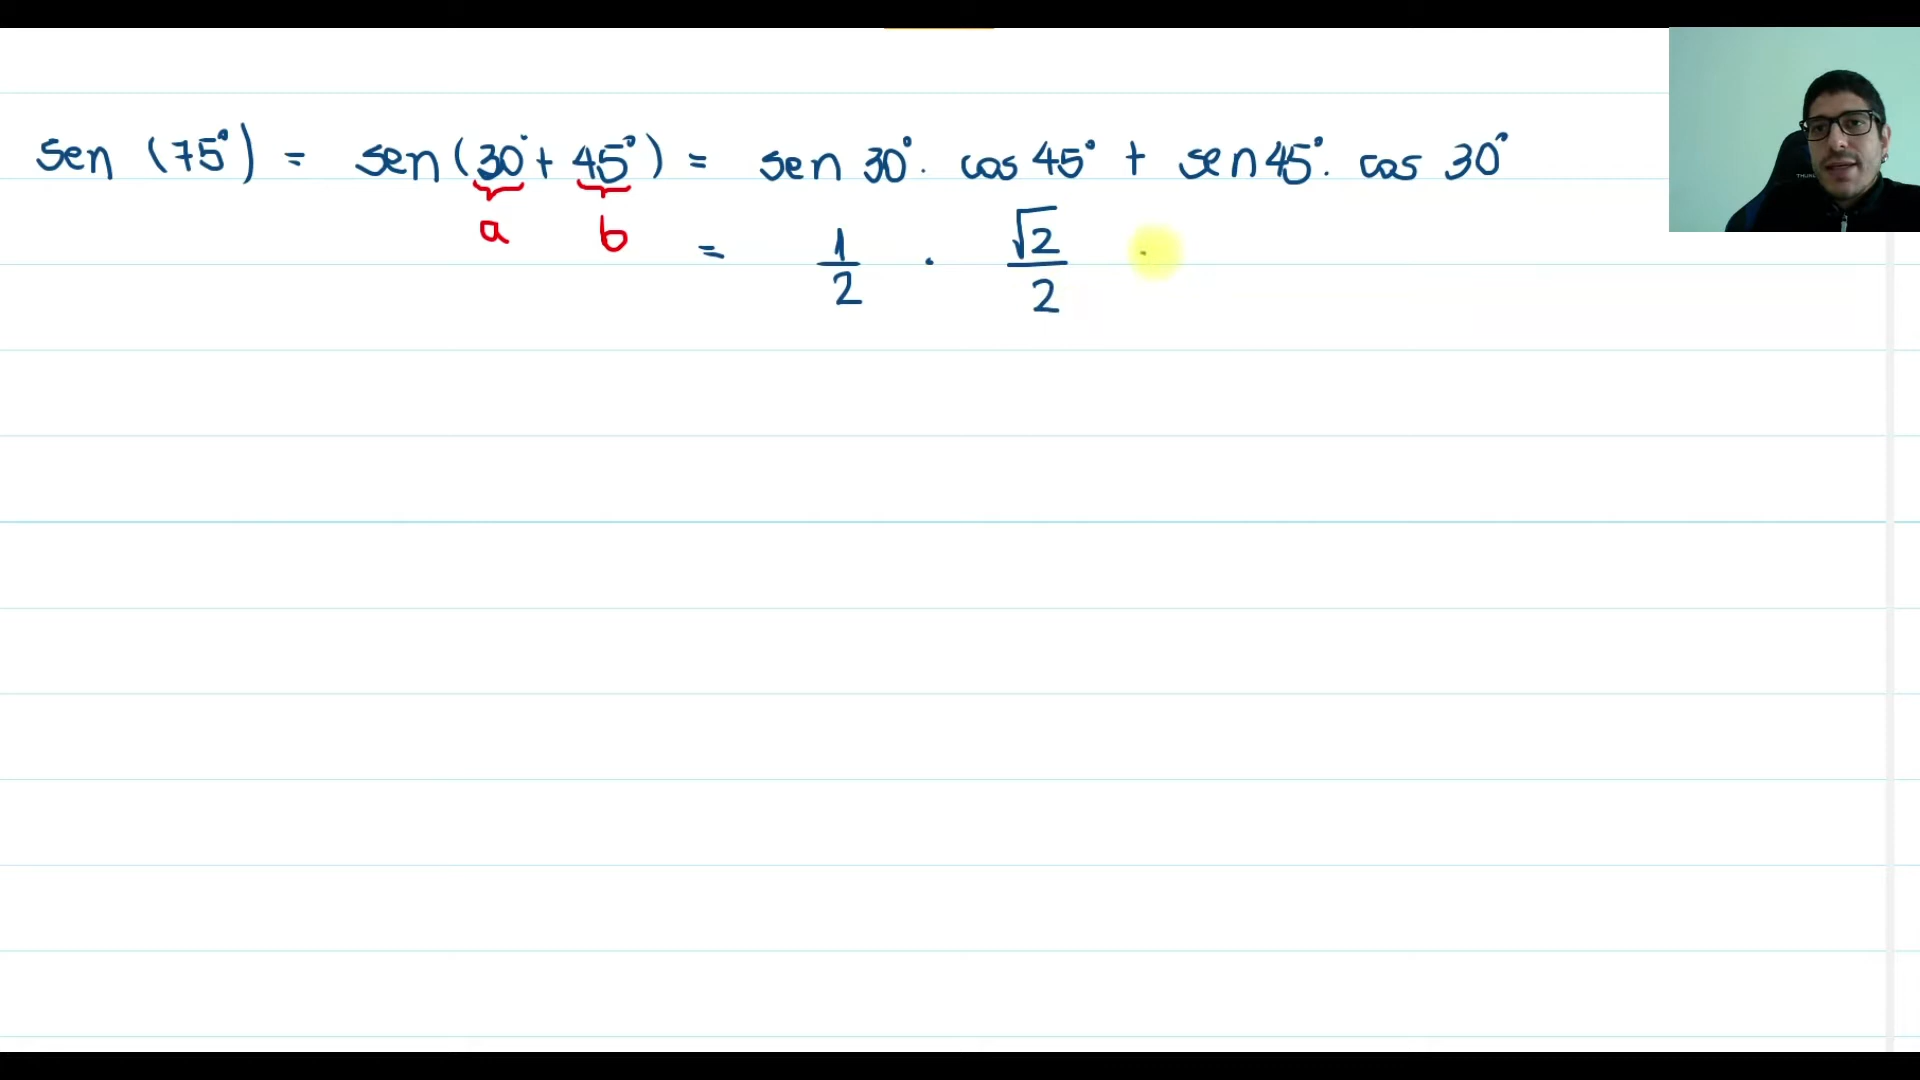 sen (75°) = sen (30° + 45°) = sen 30° · cos 45° + sen 45° · cos 30°
a b
= 1/2 · √2/2